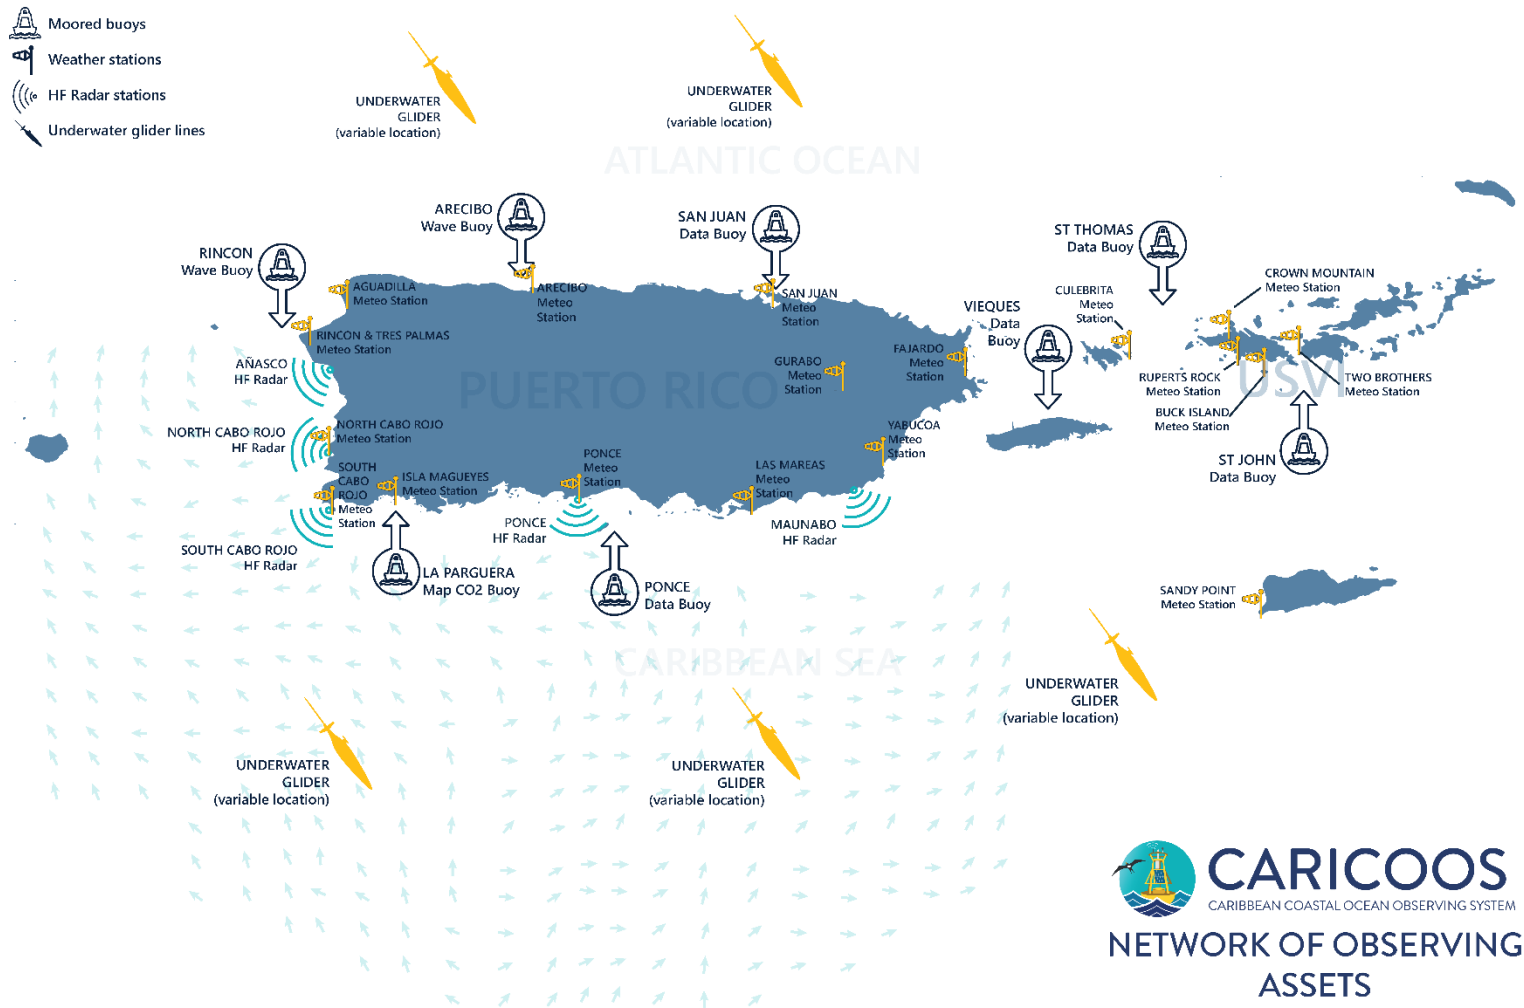 Moored buoys
Weather stations
HF Radar stations
Underwater glider lines
UNDERWATER
GLIDER
(variable location)
UNDERWATER
GLIDER
(variable location)
ATLANTIC OCEAN
RINCON
Wave Buoy
ARECIBO
Wave Buoy
SAN JUAN
Data Buoy
ST THOMAS
Data Buoy
AGUADILLA
Meteo Station
ARECIBO
Meteo
Station
SAN JUAN
Meteo
Station
VIEQUES
Data
Buoy
CULEBRITA
Meteo
Station
CROWN MOUNTAIN
Meteo Station
RINCON & TRES PALMAS
Meteo Station
AÑASCO
HF Radar
PUERTO RICO
GURABO
Meteo
Station
FAJARDO
Meteo
Station
RUPERTS ROCK
Meteo Station
USVI
TWO BROTHERS
Meteo Station
BUCK ISLAND
Meteo Station
NORTH CABO ROJO
HF Radar
NORTH CABO ROJO
Meteo Station
YABUCOA
Meteo
Station
ST JOHN
Data Buoy
SOUTH
CABO
ROJO
Meteo
Station
ISLA MAGUEYES
Meteo Station
PONCE
Meteo
Station
LAS MAREAS
Meteo
Station
SOUTH CABO ROJO
HF Radar
PONCE
HF Radar
MAUNABO
HF Radar
LA PARGUERA
Map CO2 Buoy
PONCE
Data Buoy
SANDY POINT
Meteo Station
CARIBBEAN SEA
UNDERWATER
GLIDER
(variable location)
UNDERWATER
GLIDER
(variable location)
UNDERWATER
GLIDER
(variable location)
CARICOOS
CARIBBEAN COASTAL OCEAN OBSERVING SYSTEM
NETWORK OF OBSERVING
ASSETS